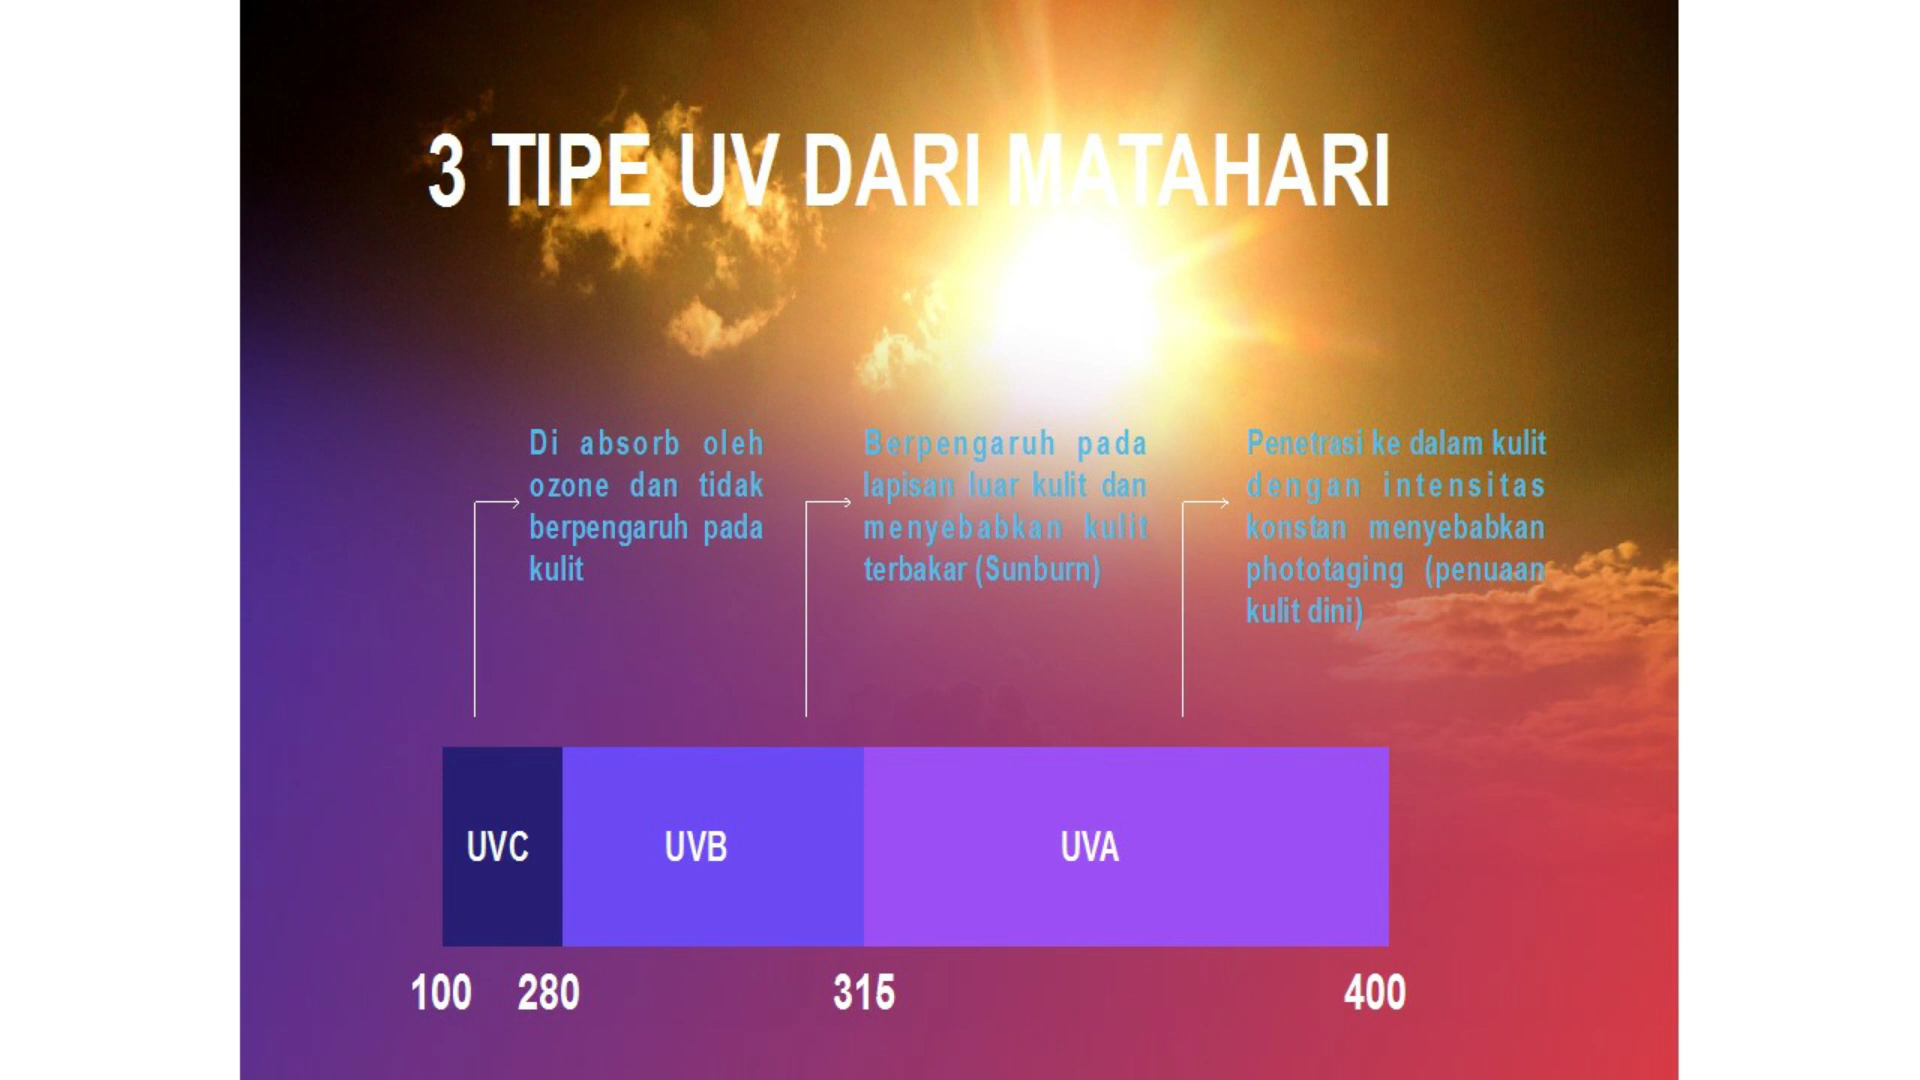 3 TIPE UV DARI MATAHARI
Di absorb oleh
ozone dan tidak
berpengaruh pada
kulit
Berpengaruh pada
lapisan luar kulit dan
menyebabkan kulit
terbakar (Sunburn)
Penetrasi ke dalam kulit
dengan intensitas
konstan menyebabkan
phototaging (penuaan
kulit dini)
UVC
UVB
UVA
100
280
315
400